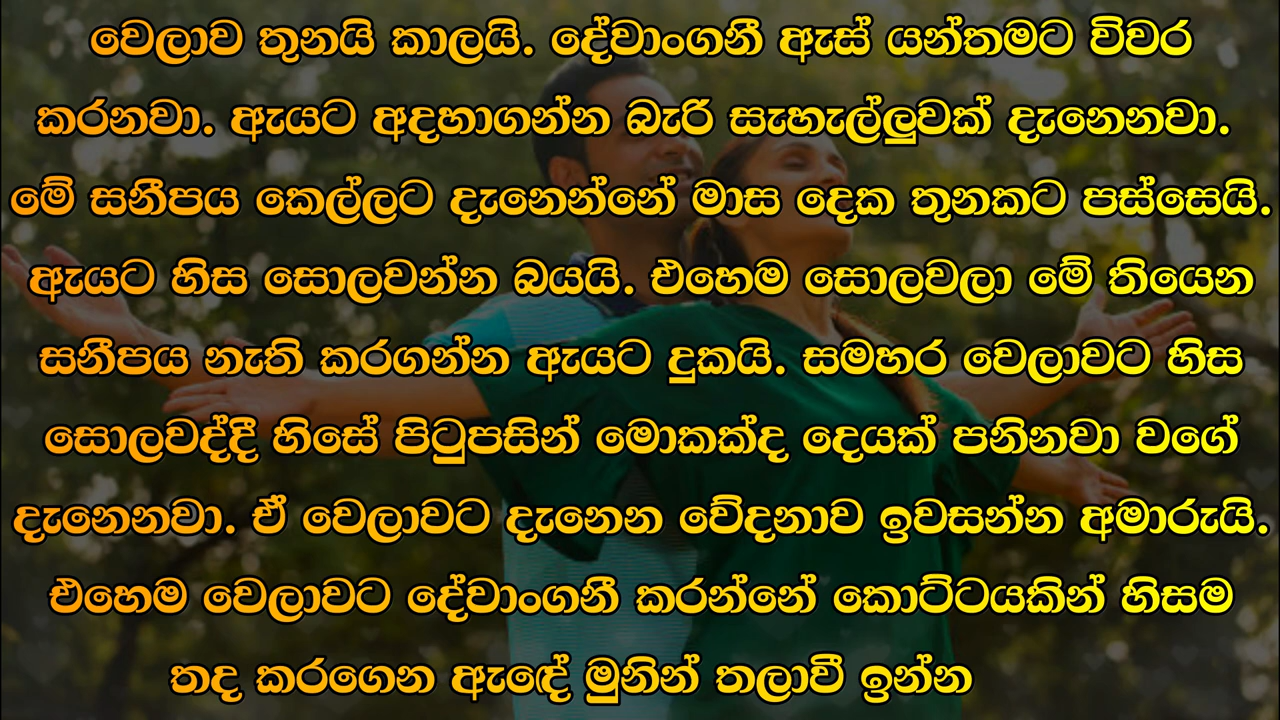 වෙලාව තුනයි කාලයි. දේවාංගනී ඇස් යන්තමට විවර
කරනවා. ඇයට අදහාගන්න බැරි සැහැල්ලුවක් දැනෙනවා.
මේ සනීපය කෙල්ලට දැනෙන්නේ මාස දෙක තුනකට පස්සෙයි.
ඇයට හිස සොලවන්න බයයි. එහෙම සොලවලා මේ තියෙන
සනීපය නැති කරගන්න ඇයට දුකයි. සමහර වෙලාවට හිස
සොලවද්දී හිසේ පිටුපසින් මොකක්ද දෙයක් පනිනවා වගේ
දැනෙනවා. ඒ වෙලාවට දැනෙන වේදනාව ඉවසන්න අමාරුයි.
එහෙම වෙලාවට දේවාංගනී කරන්නේ කොට්ටයකින් හිසම
තද කරගෙන ඇඳේ මුනින් තලාවී ඉන්න